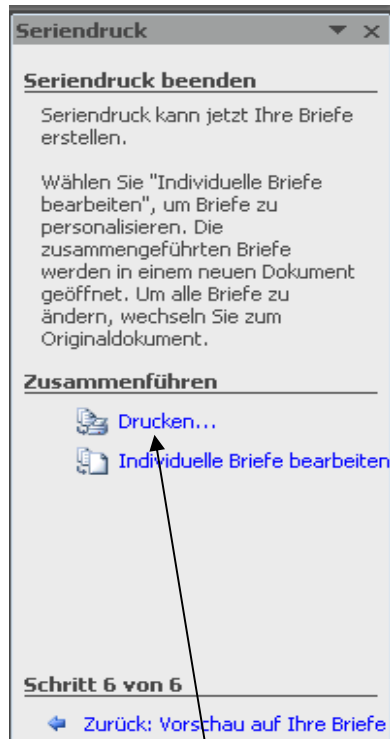 Seriendruck
Seriendruck beenden
Seriendruck kann jetzt Ihre Briefe
erstellen.
Wählen Sie "Individuelle Briefe
bearbeiten", um Briefe zu
personalisieren. Die
zusammengeführten Briefe
werden in einem neuen Dokument
geöffnet. Um alle Briefe zu
ändern, wechseln Sie zum
Originaldokument.
Zusammenführen
Drucken...
Individuelle Briefe bearbeiten
Schritt 6 von 6
Zurück: Vorschau auf Ihre Briefe